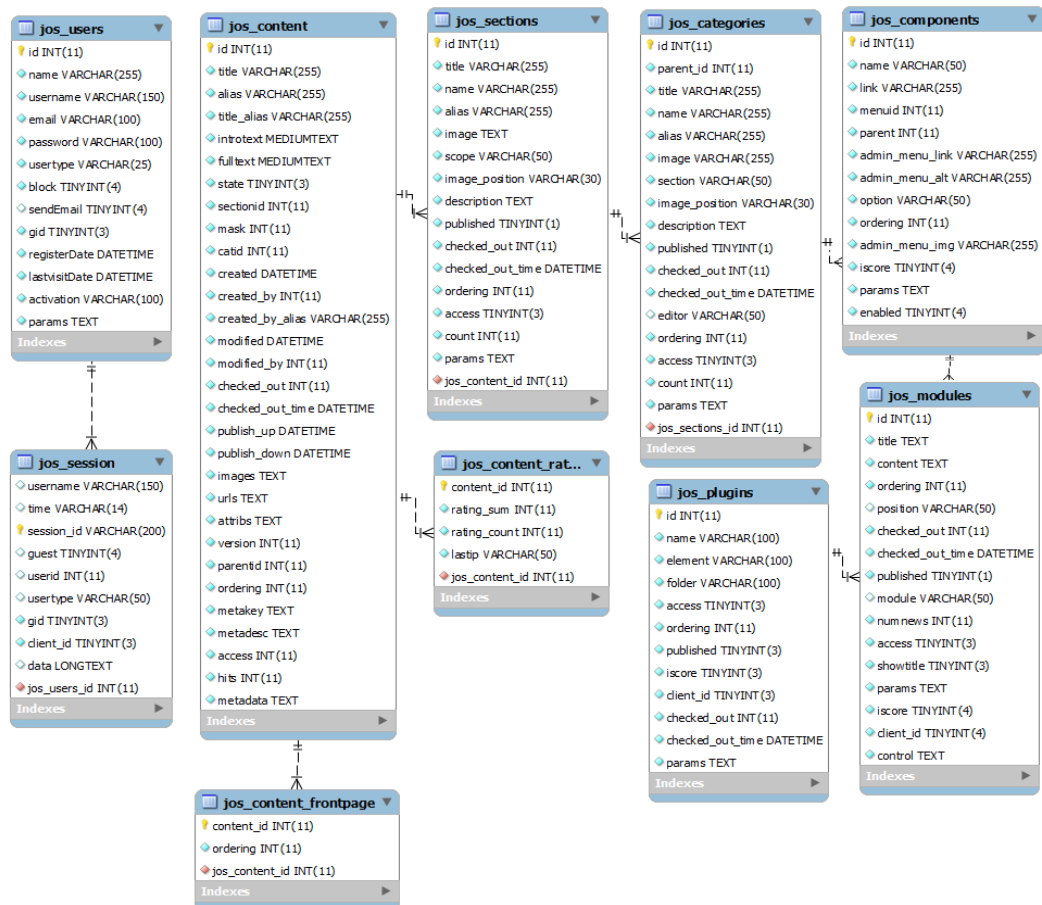 jos_users
id INT(11)
name VARCHAR(255)
username VARCHAR(150)
email VARCHAR(100)
password VARCHAR(100)
usertype VARCHAR(25)
block TINYINT(4)
sendEmail TINYINT(4)
gid TINYINT(3)
registerDate DATETIME
lastvisitDate DATETIME
activation VARCHAR(100)
params TEXT
Indexes
jos_session
username VARCHAR(150)
time VARCHAR(14)
session_id VARCHAR(200)
guest TINYINT(4)
userid INT(11)
usertype VARCHAR(50)
gid TINYINT(3)
client_id TINYINT(3)
data LONGTEXT
jos_users_id INT(11)
Indexes
jos_content
id INT(11)
title VARCHAR(255)
alias VARCHAR(255)
title_alias VARCHAR(255)
introtext MEDIUMTEXT
fulltext MEDIUMTEXT
state TINYINT(3)
sectionid INT(11)
mask INT(11)
catid INT(11)
created DATETIME
created_by INT(11)
created_by_alias VARCHAR(255)
modified DATETIME
modified_by INT(11)
checked_out INT(11)
checked_out_time DATETIME
publish_up DATETIME
publish_down DATETIME
images TEXT
urls TEXT
attribs TEXT
version INT(11)
parentid INT(11)
ordering INT(11)
metakey TEXT
metadesc TEXT
access INT(11)
hits INT(11)
metadata TEXT
Indexes
jos_content_frontpage
content_id INT(11)
ordering INT(11)
jos_content_id INT(11)
Indexes
jos_sections
id INT(11)
title VARCHAR(255)
name VARCHAR(255)
alias VARCHAR(255)
image TEXT
scope VARCHAR(50)
image_position VARCHAR(30)
description TEXT
published TINYINT(1)
checked_out INT(11)
checked_out_time DATETIME
ordering INT(11)
access TINYINT(3)
count INT(11)
params TEXT
jos_content_id INT(11)
Indexes
jos_content_rat...
content_id INT(11)
rating_sum INT(11)
rating_count INT(11)
lastip VARCHAR(50)
jos_content_id INT(11)
Indexes
jos_categories
id INT(11)
parent_id INT(11)
title VARCHAR(255)
name VARCHAR(255)
alias VARCHAR(255)
image VARCHAR(255)
section VARCHAR(50)
image_position VARCHAR(30)
description TEXT
published TINYINT(1)
checked_out INT(11)
checked_out_time DATETIME
editor VARCHAR(50)
ordering INT(11)
access TINYINT(3)
count INT(11)
params TEXT
jos_sections_id INT(11)
Indexes
jos_plugins
id INT(11)
name VARCHAR(100)
element VARCHAR(100)
folder VARCHAR(100)
access TINYINT(3)
ordering INT(11)
published TINYINT(3)
iscore TINYINT(3)
client_id TINYINT(3)
checked_out INT(11)
checked_out_time DATETIME
params TEXT
Indexes
jos_components
id INT(11)
name VARCHAR(50)
link VARCHAR(255)
menuid INT(11)
parent INT(11)
admin_menu_link VARCHAR(255)
admin_menu_alt VARCHAR(255)
option VARCHAR(50)
ordering INT(11)
admin_menu_img VARCHAR(255)
iscore TINYINT(4)
params TEXT
enabled TINYINT(4)
Indexes
jos_modules
id INT(11)
title TEXT
content TEXT
ordering INT(11)
position VARCHAR(50)
checked_out INT(11)
checked_out_time DATETIME
published TINYINT(1)
module VARCHAR(50)
numnews INT(11)
access TINYINT(3)
showtitle TINYINT(3)
params TEXT
iscore TINYINT(4)
client_id TINYINT(4)
control TEXT
Indexes